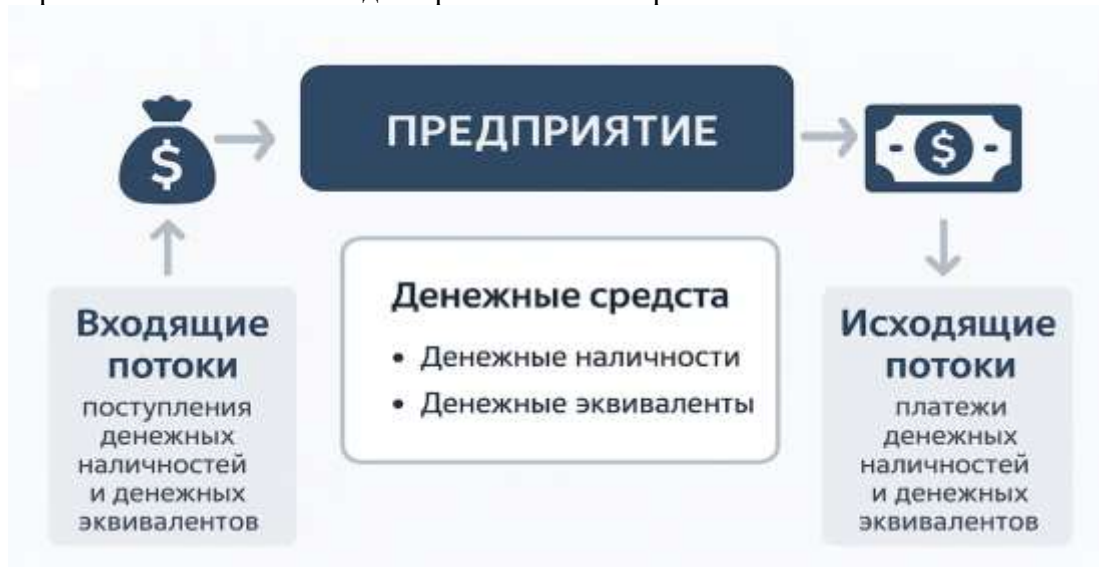 ПРЕДПРИЯТИЕ
$
$
Входящие
потоки
поступления
денежных
наличностей
и денежных
эквивалентов
Денежные средста
• Денежные наличности
• Денежные эквиваленты
Исходящие
потоки
платежи
денежных
наличностей
и денежных
эквивалентов